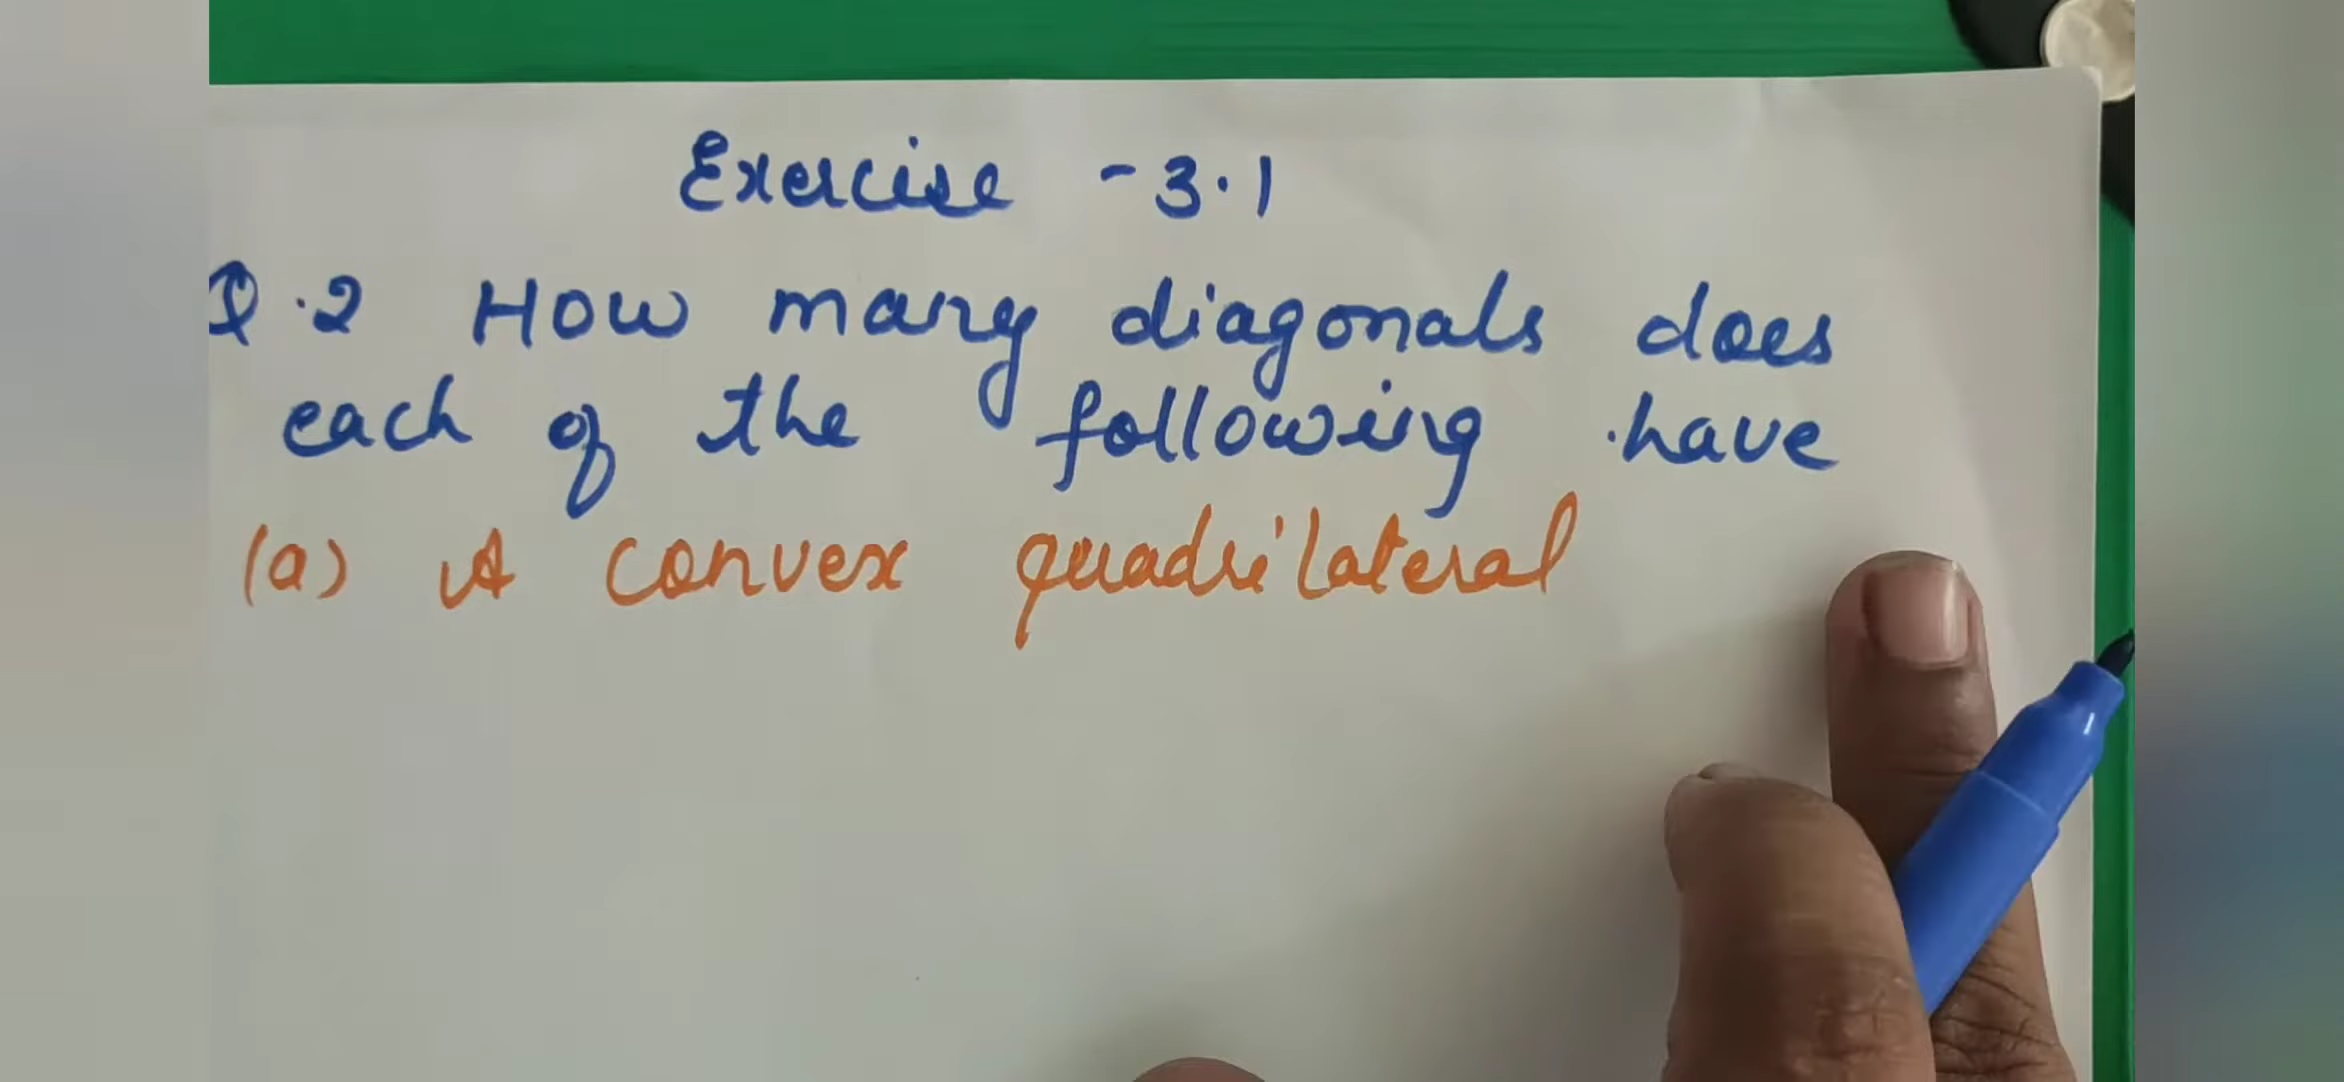 Exercise - 3.1
Q.2 How many diagonals does
each of the following have
(a) A convex quadrilateral